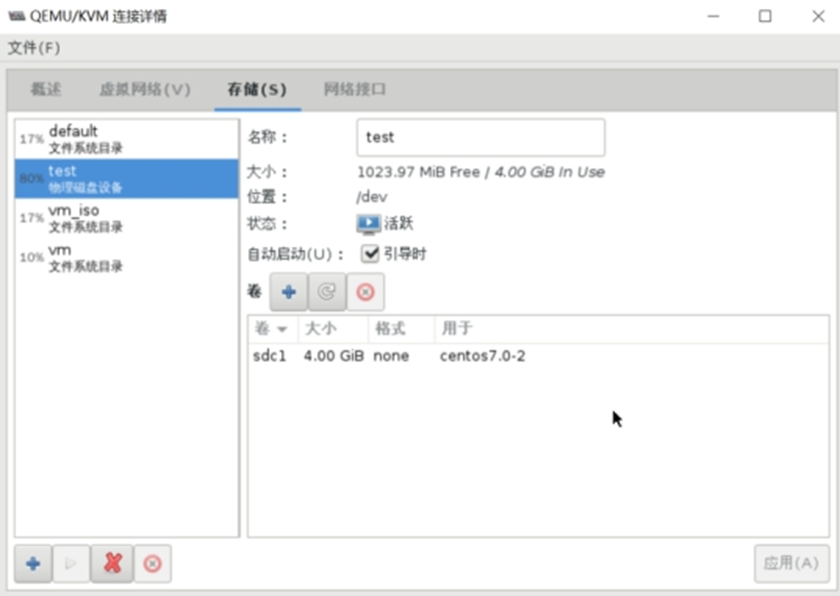 QEMU/KVM 连接详情
文件(F)
概述 虚拟网络(V) 存储(S) 网络接口
17% default
文件系统目录
80% test
物理磁盘设备
17% vm_iso
文件系统目录
10% vm
文件系统目录
名称： test
大小： 1023.97 MiB Free / 4.00 GiB In Use
位置： /dev
状态： 活跃
自动启动(U)： 引导时
卷
卷 大小 格式 用于
sdc1 4.00 GiB none centos7.0-2
应用(A)